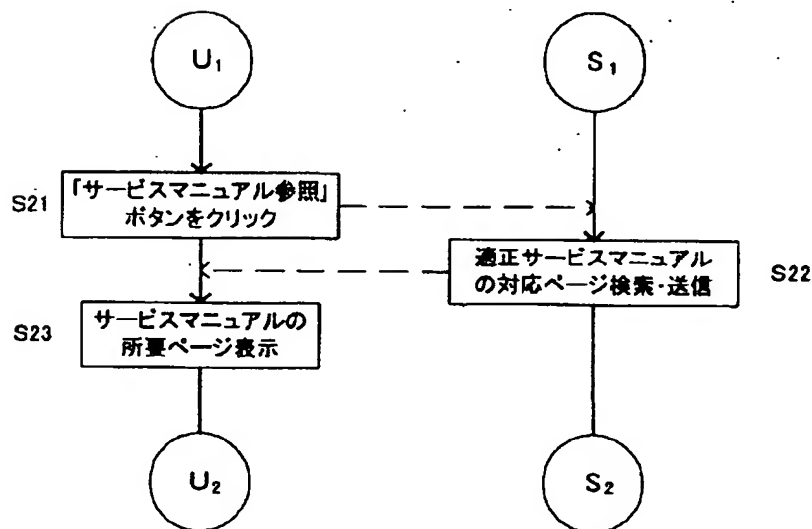 U₁
S₁
S21
「サービスマニュアル参照」
ボタンをクリック
適正サービスマニュアル
の対応ページ検索・送信
S22
S23
サービスマニュアルの
所要ページ表示
U₂
S₂